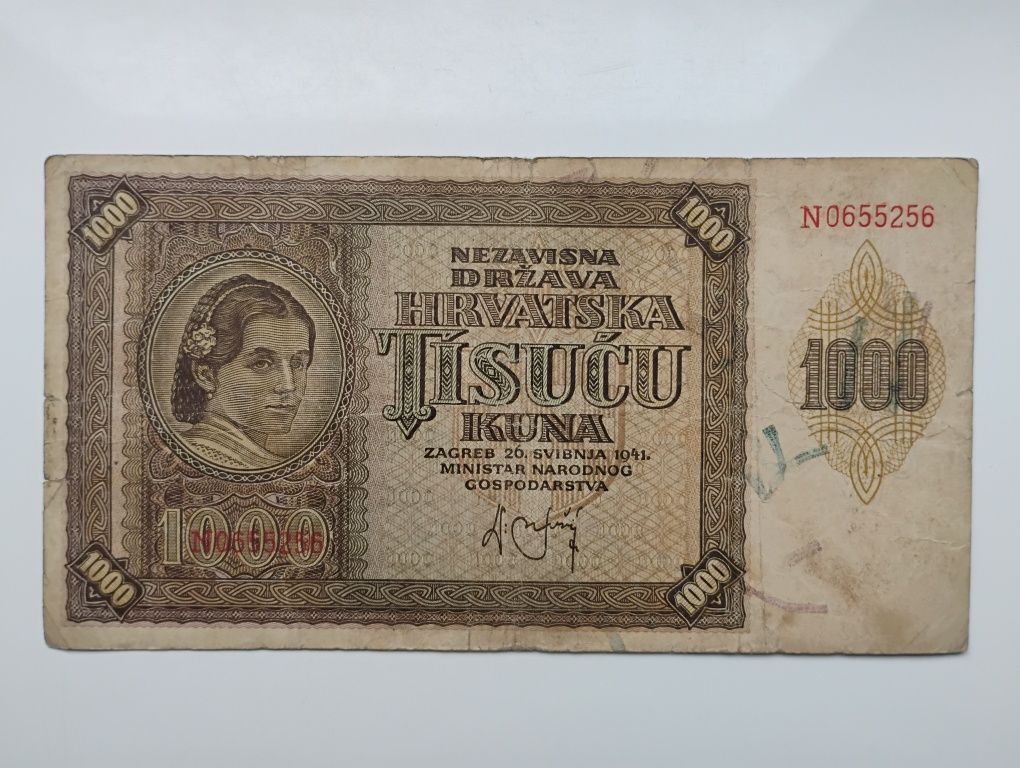 1000
1000
N0655256
NEZAVISNA
DRŽAVA
HRVATSKA
TISUĆU
KUNA
1000
ZAGREB 26. SVIBNJA 1941.
MINISTAR NARODNOG
GOSPODARSTVA
1000
N0655256
1000
1000